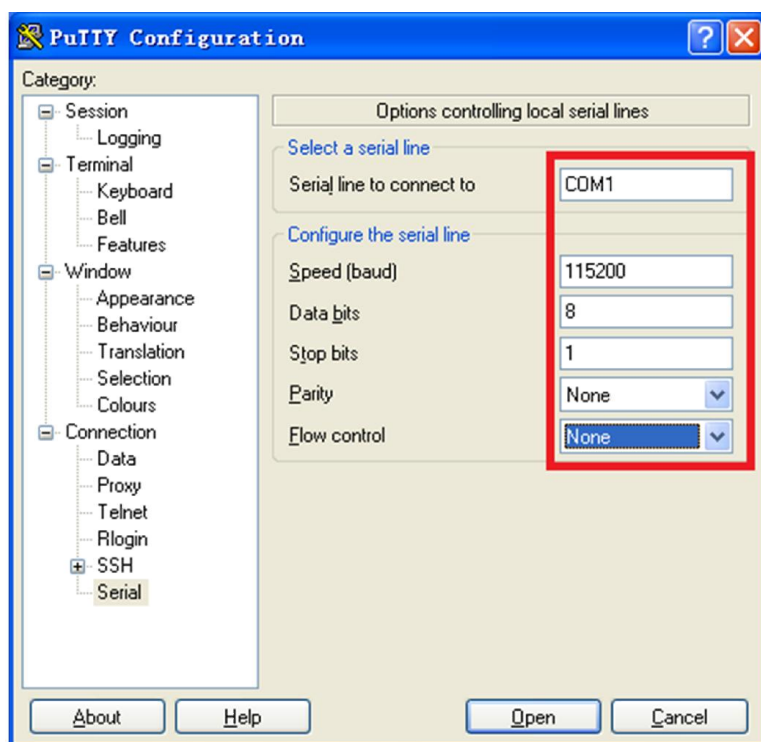 PuTTY Configuration
?
Category:
Session
Logging
Terminal
Keyboard
Bell
Features
Window
Appearance
Behaviour
Translation
Selection
Colours
Connection
Data
Proxy
Telnet
Rlogin
SSH
Serial
Options controlling local serial lines
Select a serial line
Serial line to connect to COM1
Configure the serial line
Speed (baud) 115200
Data bits 8
Stop bits 1
Parity None
Flow control None
About Help Open Cancel